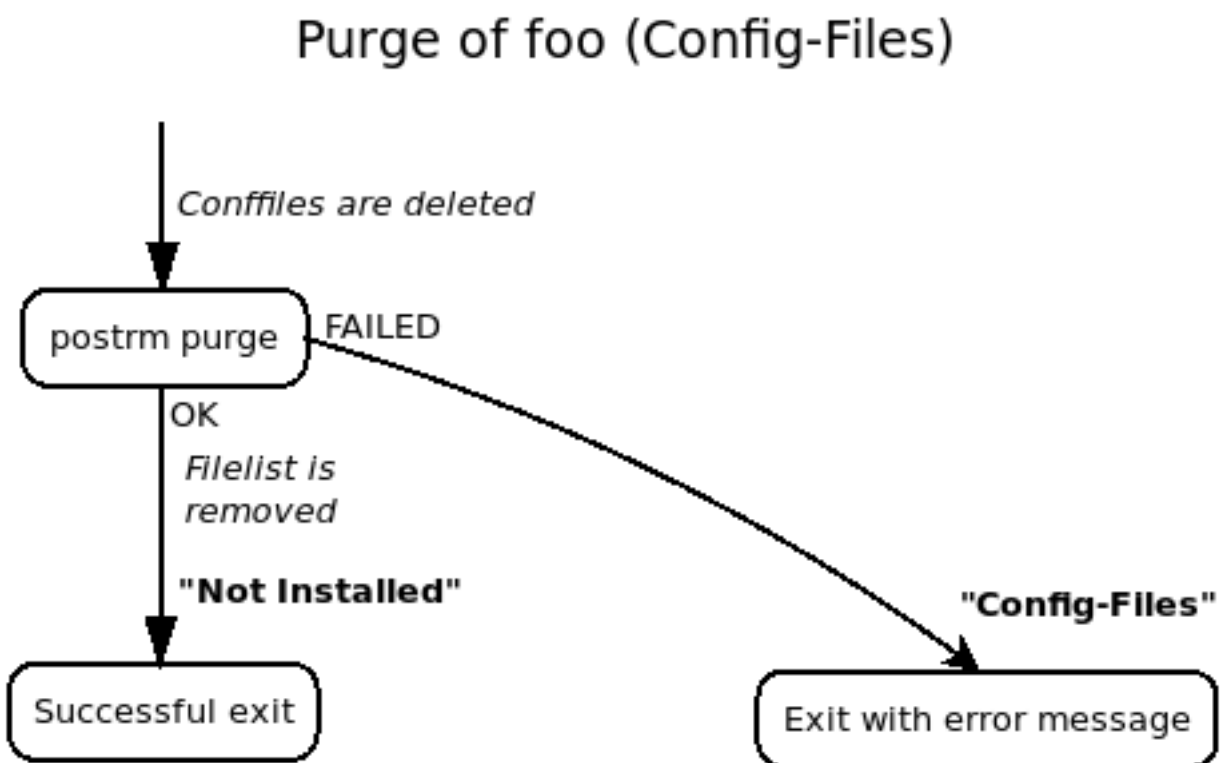 Purge of foo (Config-Files)
Conffiles are deleted
postrm purge
FAILED
OK
Filelist is
removed
"Not Installed"
"Config-Files"
Successful exit
Exit with error message